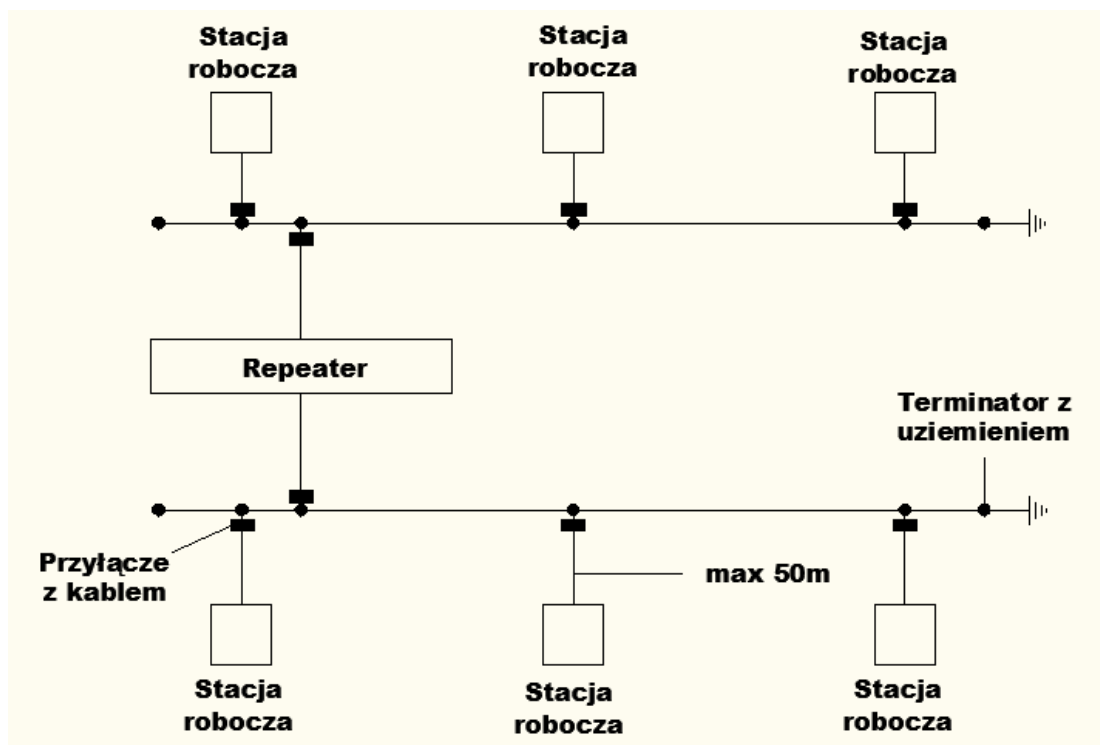 Stacja
robocza
Stacja
robocza
Stacja
robocza
Repeater
Terminator z
uziemieniem
Przyłącze
z kablem
max 50m
Stacja
robocza
Stacja
robocza
Stacja
robocza